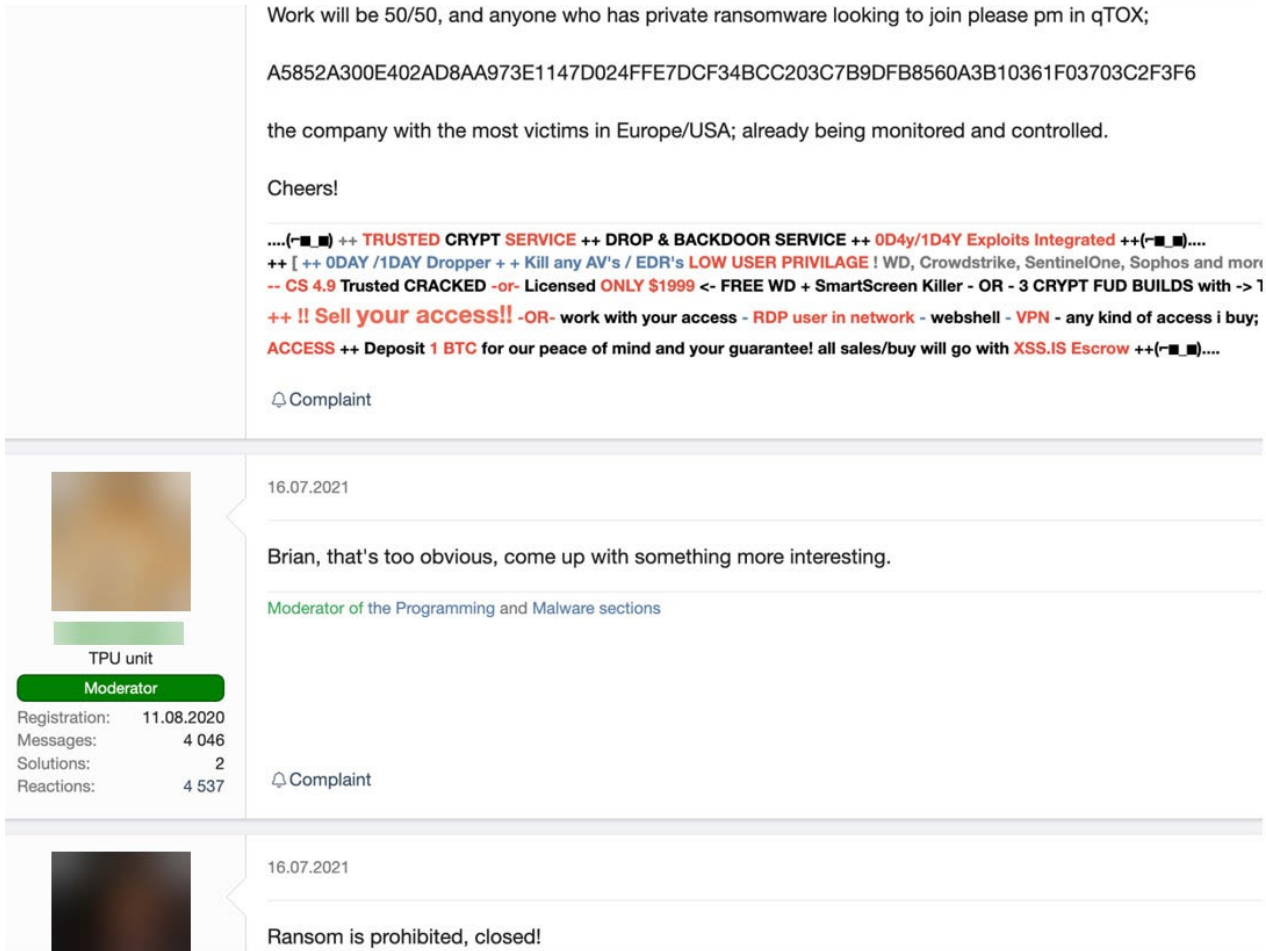 Work will be 50/50, and anyone who has private ransomware looking to join please pm in qTOX;
A5852A300E402AD8AA973E1147D024FFE7DCF34BCC203C7B9DFB8560A3B10361F03703C2F3F6
the company with the most victims in Europe/USA; already being monitored and controlled.
Cheers!
....(⌐■_■) ++ TRUSTED CRYPT SERVICE ++ DROP & BACKDOOR SERVICE ++ 0D4y/1D4Y Exploits Integrated ++(⌐■_■)....
++ [ ++ 0DAY /1DAY Dropper + + Kill any AV's / EDR's LOW USER PRIVILAGE ! WD, Crowdstrike, SentinelOne, Sophos and more
-- CS 4.9 Trusted CRACKED -or- Licensed ONLY $1999 <- FREE WD + SmartScreen Killer - OR - 3 CRYPT FUD BUILDS with ->
++ !! Sell your access!! -OR- work with your access - RDP user in network - webshell - VPN - any kind of access i buy;
ACCESS ++ Deposit 1 BTC for our peace of mind and your guarantee! all sales/buy will go with XSS.IS Escrow ++(⌐■_■)....
Complaint
16.07.2021
Brian, that's too obvious, come up with something more interesting.
Moderator of the Programming and Malware sections
TPU unit
Moderator
Registration: 11.08.2020
Messages: 4 046
Solutions: 2
Reactions: 4 537
Complaint
16.07.2021
Ransom is prohibited, closed!